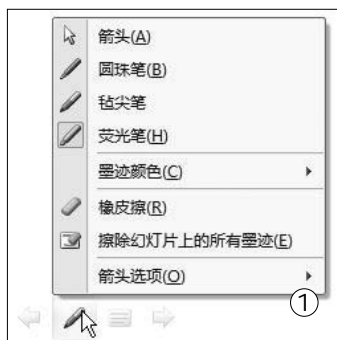 箭头(A)
圆珠笔(B)
毡尖笔
荧光笔(H)
墨迹颜色(C)
橡皮擦(R)
擦除幻灯片上的所有墨迹(E)
箭头选项(O)
①